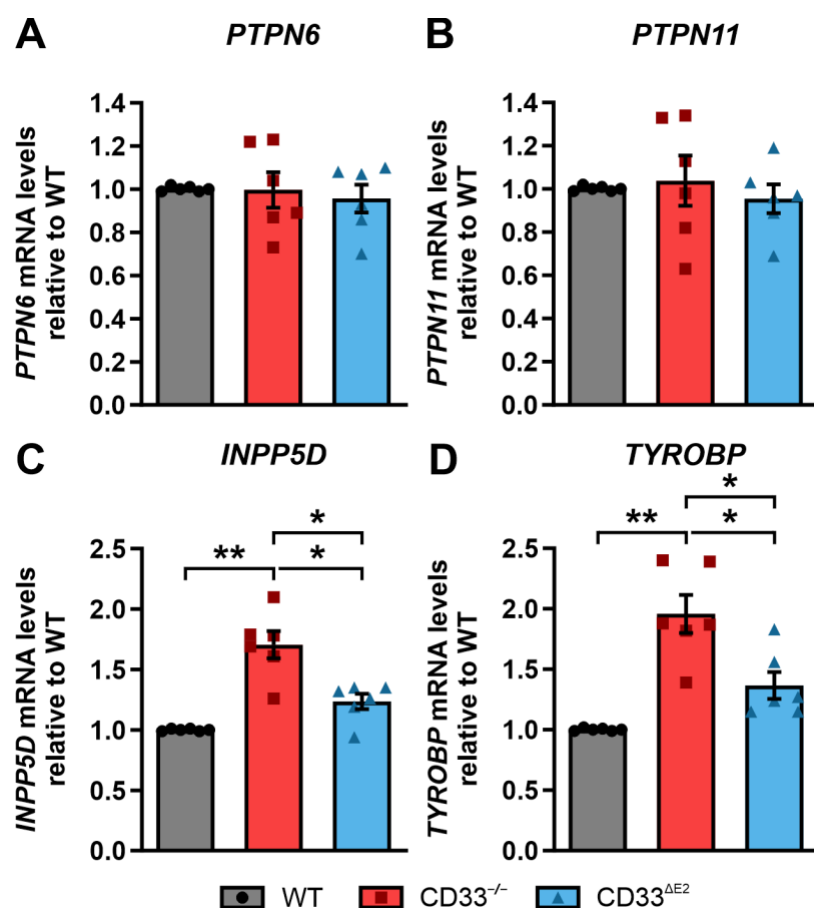 A
PTPN6
PTPN6 mRNA levels
relative to WT
1.4
1.2
1.0
0.8
0.6
0.4
0.2
0.0
B
PTPN11
PTPN11 mRNA levels
relative to WT
1.4
1.2
1.0
0.8
0.6
0.4
0.2
0.0
C
INPP5D
INPP5D mRNA levels
relative to WT
2.5
2.0
1.5
1.0
0.5
0.0
*
** *
D
TYROBP
TYROBP mRNA levels
relative to WT
2.5
2.0
1.5
1.0
0.5
0.0
*
** *
WT CD33⁻/⁻ CD33ΔE2